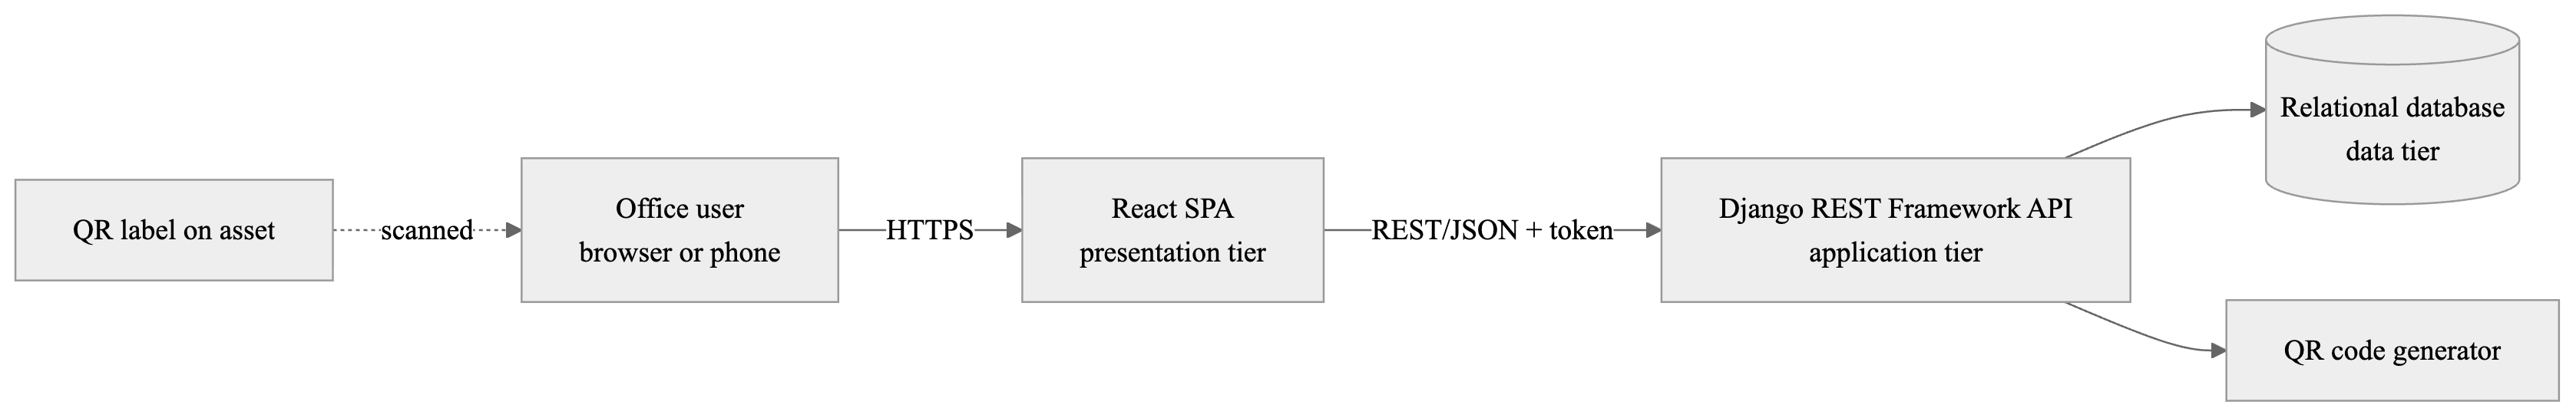 QR label on asset
scanned
Office user
browser or phone
HTTPS
React SPA
presentation tier
REST/JSON + token
Django REST Framework API
application tier
Relational database
data tier
QR code generator